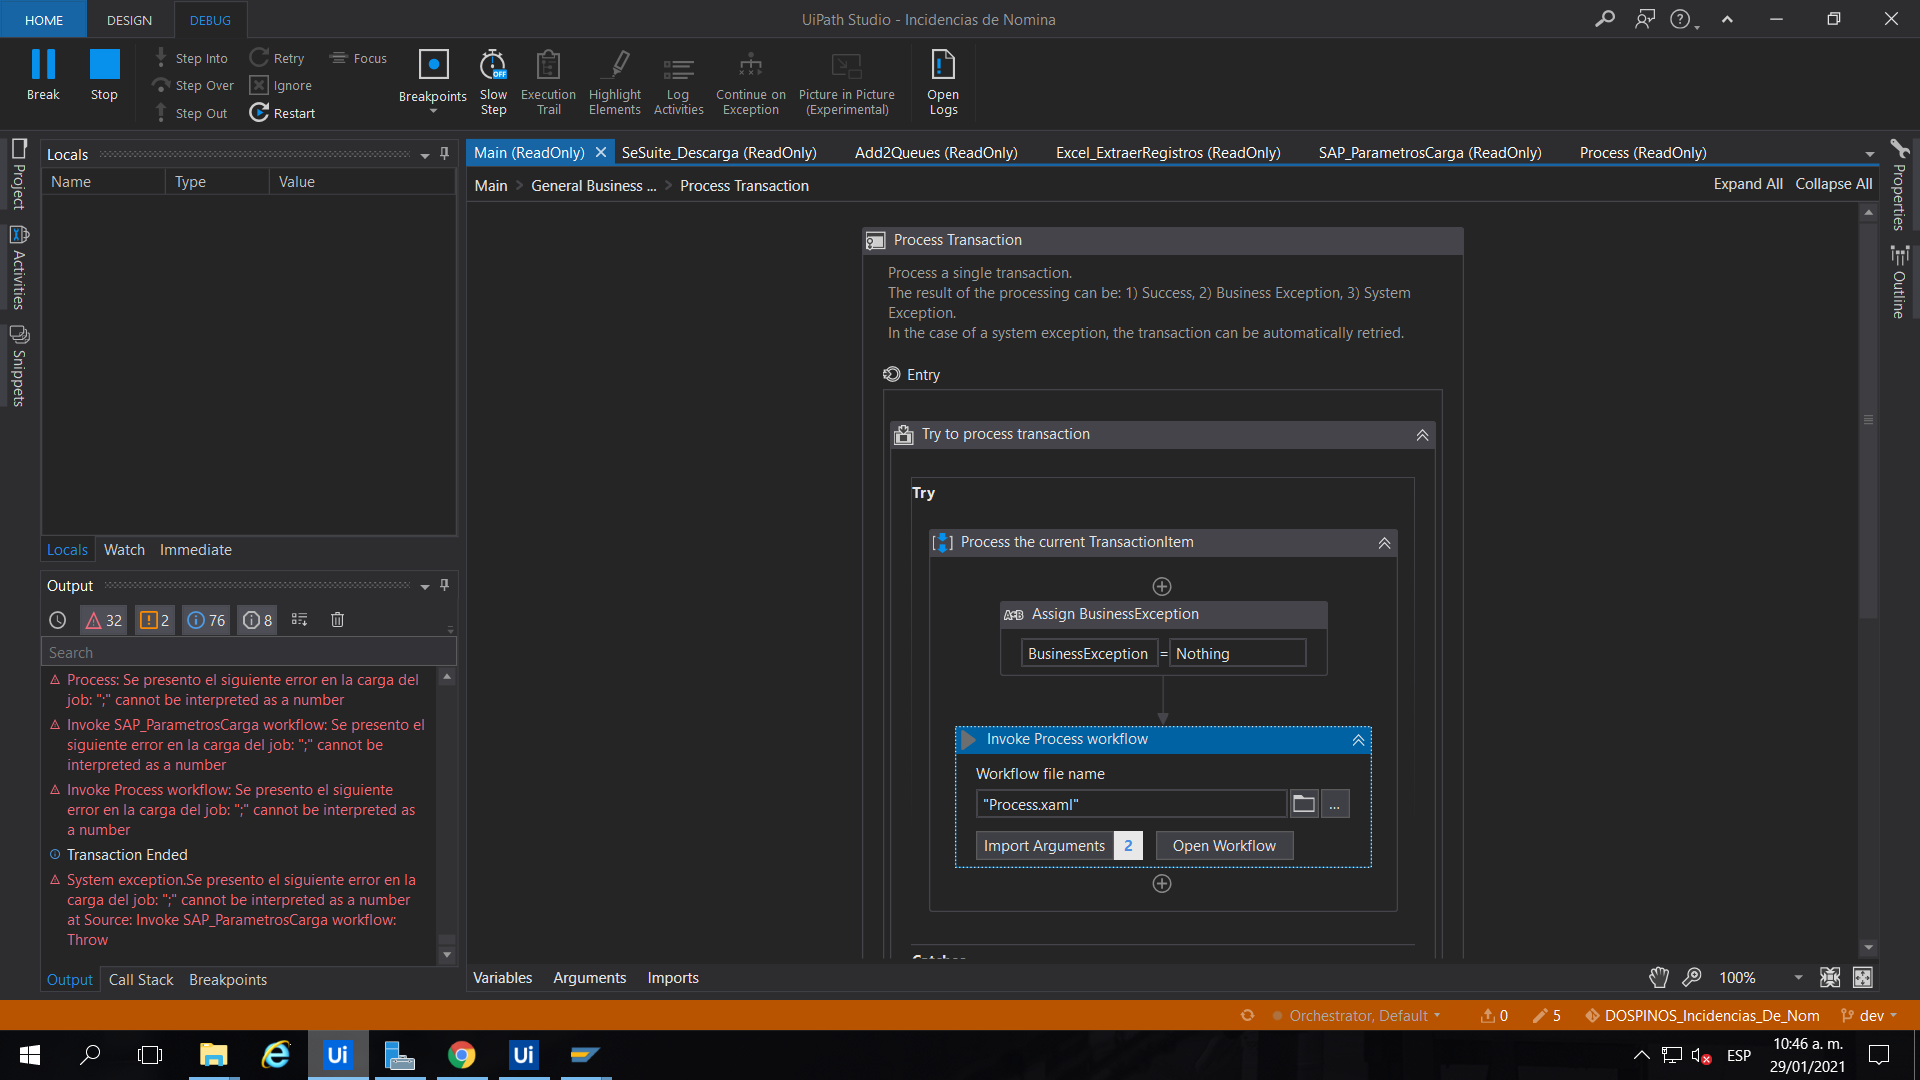 HOME DESIGN DEBUG UiPath Studio - Incidencias de Nomina
Break
Stop
Step Into
Step Over
Step Out
Retry
Ignore
Restart
Focus
Breakpoints
Slow
Step
OFF
Execution
Trail
Highlight
Elements
Log
Activities
Continue on
Exception
Picture in Picture
(Experimental)
Open
Logs
Project
Activities
Snippets
Locals
Name Type Value
Locals Watch Immediate
Output
32 2 76 8
Search
Process: Se presento el siguiente error en la carga del
job: ";" cannot be interpreted as a number
Invoke SAP_ParametrosCarga workflow: Se presento el
siguiente error en la carga del job: ";" cannot be
interpreted as a number
Invoke Process workflow: Se presento el siguiente
error en la carga del job: ";" cannot be interpreted as
a number
Transaction Ended
System exception.Se presento el siguiente error en la
carga del job: ";" cannot be interpreted as a number
at Source: Invoke SAP_ParametrosCarga workflow:
Throw
Output Call Stack Breakpoints
Main (ReadOnly) SeSuite_Descarga (ReadOnly) Add2Queues (ReadOnly) Excel_ExtraerRegistros (ReadOnly) SAP_ParametrosCarga (ReadOnly) Process (ReadOnly)
Main > General Business ... > Process Transaction
Expand All Collapse All
Process Transaction
Process a single transaction.
The result of the processing can be: 1) Success, 2) Business Exception, 3) System
Exception.
In the case of a system exception, the transaction can be automatically retried.
Entry
Try to process transaction
Try
Process the current TransactionItem
A+B Assign BusinessException
BusinessException = Nothing
Invoke Process workflow
Workflow file name
"Process.xaml"
...
Import Arguments 2 Open Workflow
Catches
Variables Arguments Imports
100%
Properties
Outline
Orchestrator, Default 0 5 DOSPINOS_Incidencias_De_Nom dev
Ui
Ui
ESP
10:46 a. m.
29/01/2021